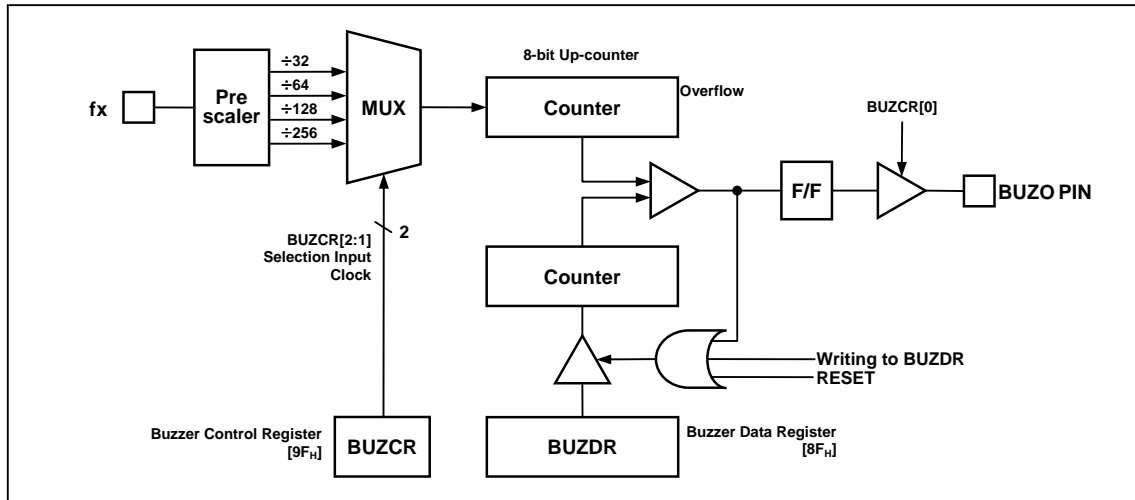 fx
Pre
scaler
÷32
÷64
÷128
÷256
MUX
8-bit Up-counter
Counter
Overflow
BUZCR[0]
F/F
BUZO PIN
2
BUZCR[2:1]
Selection Input
Clock
Counter
Writing to BUZDR
RESET
Buzzer Control Register
[9FH]
BUZCR
BUZDR
Buzzer Data Register
[8FH]